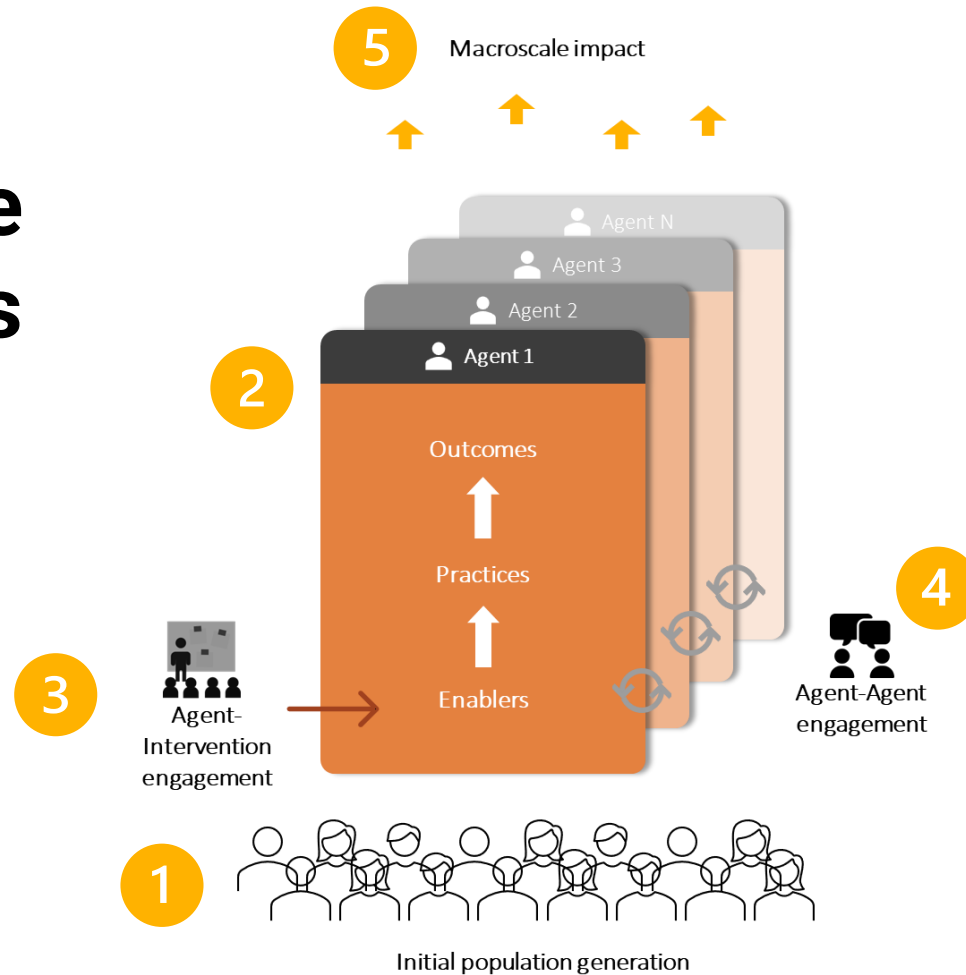 5
Macroscale impact
e
s
Agent N
Agent 3
Agent 2
Agent 1
2
Outcomes
Practices
Enablers
4
Agent-Agent
engagement
3
Agent-
Intervention
engagement
1
Initial population generation